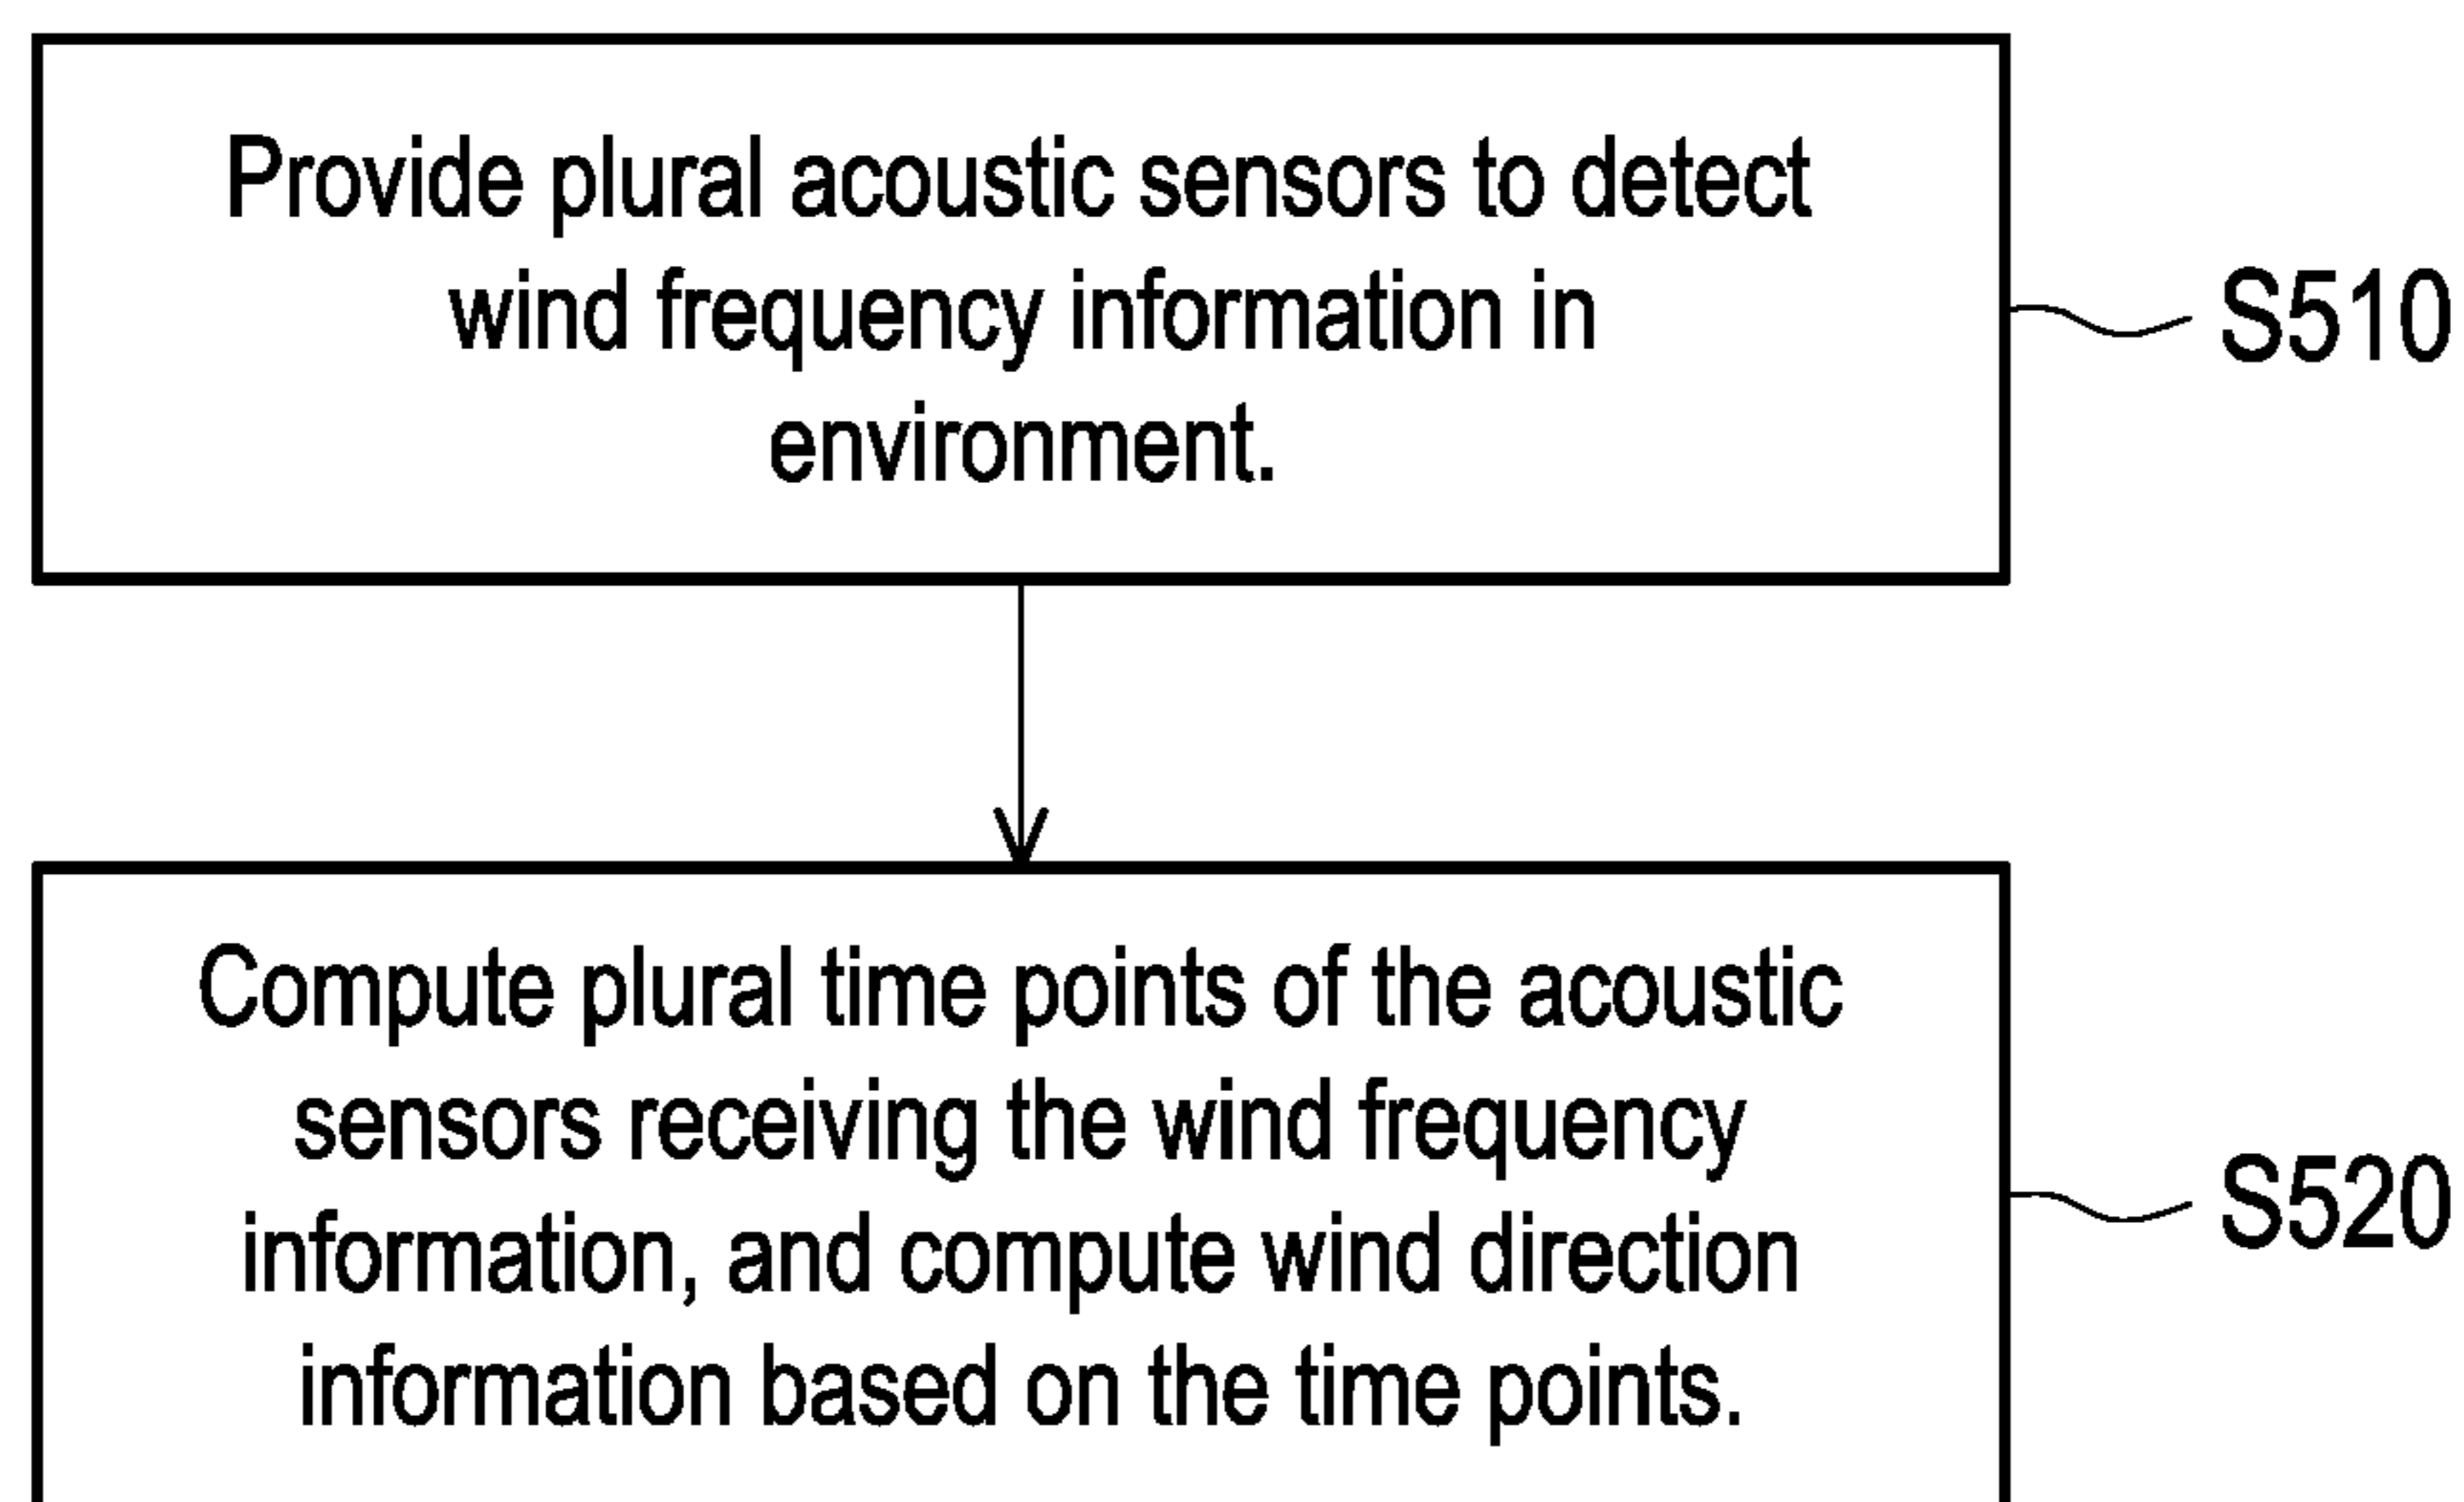 Provide plural acoustic sensors to detect
wind frequency information in
environment.
S510
Compute plural time points of the acoustic
sensors receiving the wind frequency
information, and compute wind direction
information based on the time points.
S520